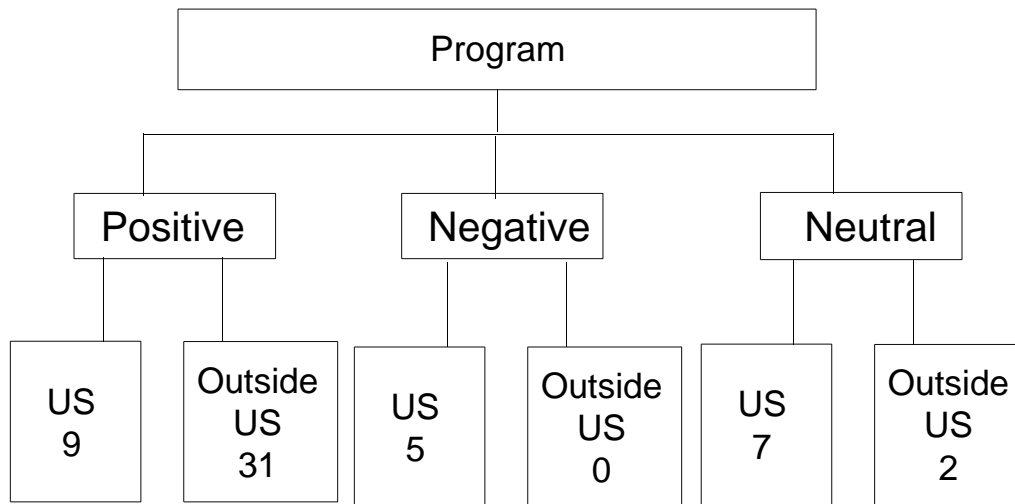 Program
Positive
Negative
Neutral
US
9
Outside
US
31
US
5
Outside
US
0
US
7
Outside
US
2